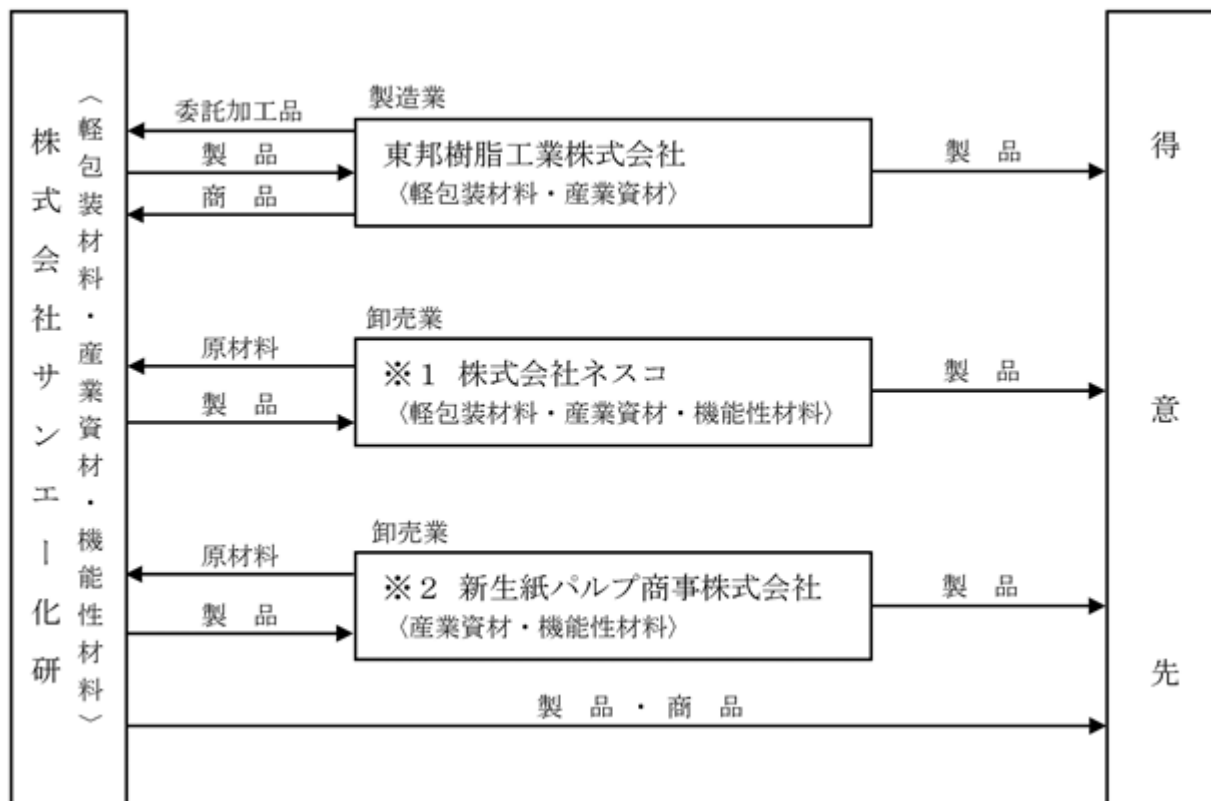 株式会社サンエー化研
〈軽包装材料・産業資材・機能性材料〉
製造業
委託加工品
製　品
商　品
東邦樹脂工業株式会社
〈軽包装材料・産業資材〉
製　品
卸売業
原材料
製　品
※1　株式会社ネスコ
〈軽包装材料・産業資材・機能性材料〉
製　品
卸売業
原材料
製　品
※2　新生紙パルプ商事株式会社
〈産業資材・機能性材料〉
製　品
製　品　・　商　品
得意先